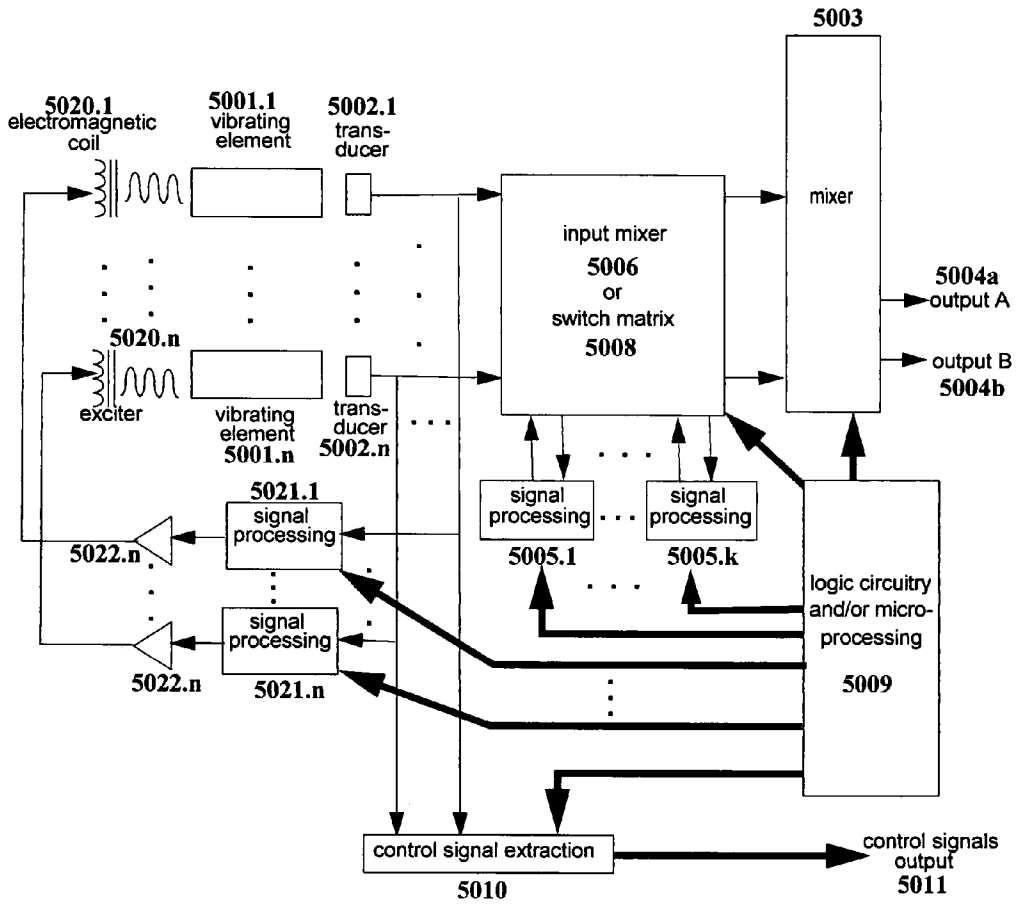 5003
5020.1
electromagnetic
coil
5001.1
vibrating
element
5002.1
trans-
ducer
mixer
input mixer
5006
or
switch matrix
5008
5004a
output A
output B
5004b
5020.n
exciter
vibrating
element
5001.n
trans-
ducer
5002.n
5021.1
signal
processing
5022.n
signal
processing
5005.1
signal
processing
5005.k
logic circuitry
and/or micro-
processing
5009
signal
processing
5022.n
5021.n
control signal extraction
5010
control signals
output
5011